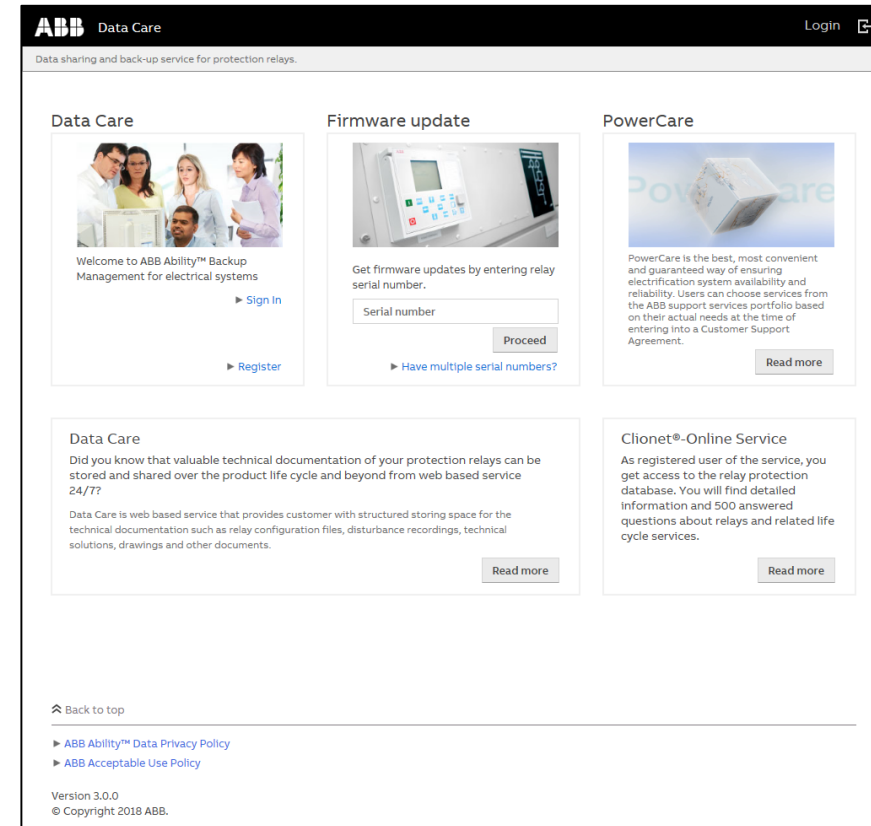 ABB Data Care
Login
Data sharing and back-up service for protection relays.
Data Care
Welcome to ABB Ability™ Backup
Management for electrical systems
► Sign In
► Register
Firmware update
Get firmware updates by entering relay
serial number.
Serial number
Proceed
► Have multiple serial numbers?
PowerCare
PowerCare is the best, most convenient
and guaranteed way of ensuring
electrification system availability and
reliability. Users can choose services from
the ABB support services portfolio based
on their actual needs at the time of
entering into a Customer Support
Agreement.
Read more
Data Care
Did you know that valuable technical documentation of your protection relays can be
stored and shared over the product life cycle and beyond from web based service
24/7?
Data Care is web based service that provides customer with structured storing space for the
technical documentation such as relay configuration files, disturbance recordings, technical
solutions, drawings and other documents.
Read more
Clionet®-Online Service
As registered user of the service, you
get access to the relay protection
database. You will find detailed
information and 500 answered
questions about relays and related life
cycle services.
Read more
Back to top
► ABB Ability™ Data Privacy Policy
► ABB Acceptable Use Policy
Version 3.0.0
© Copyright 2018 ABB.